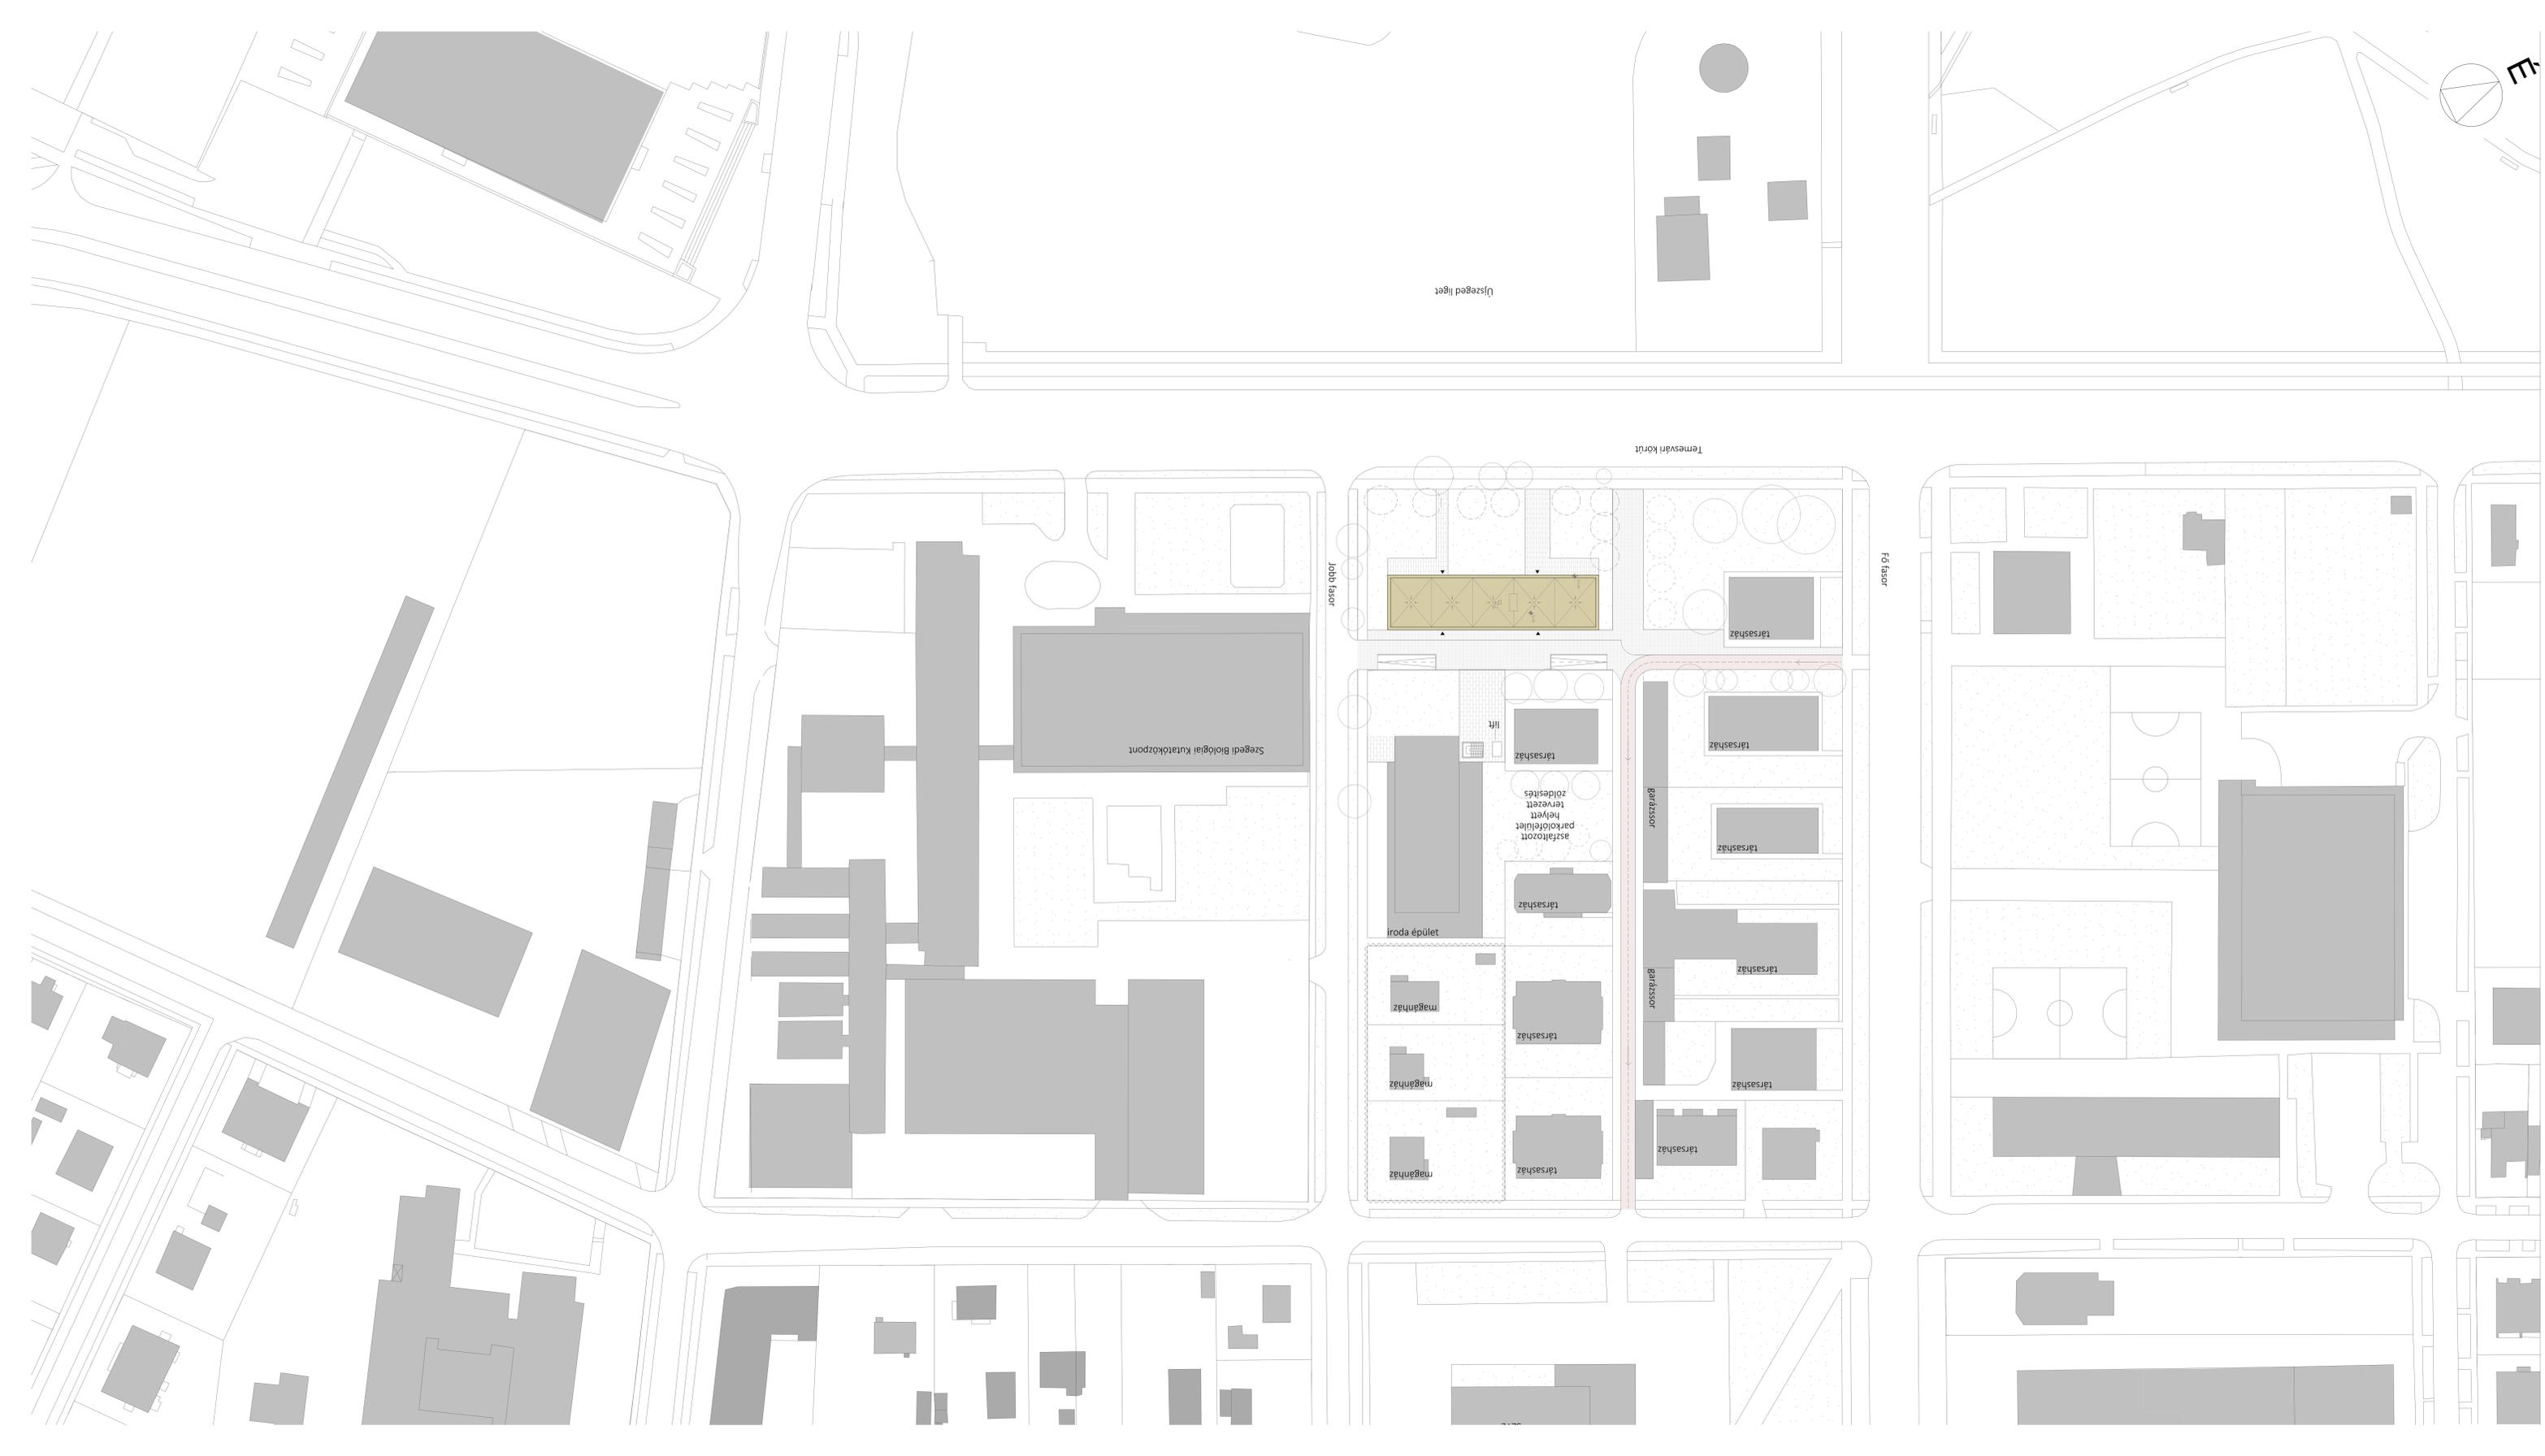 É
Újszeged liget
Temesvári körút
Jobb fasor
Fő fasor
társasház
lift
Szegedi Biológiai Kutatóközpont
társasház
társasház
aszfaltozott
parkolófelület
helyett
tervezett
zöldesítés
garázssor
társasház
társasház
iroda épület
társasház
garázssor
magánház
társasház
magánház
társasház
társasház
magánház
társasház